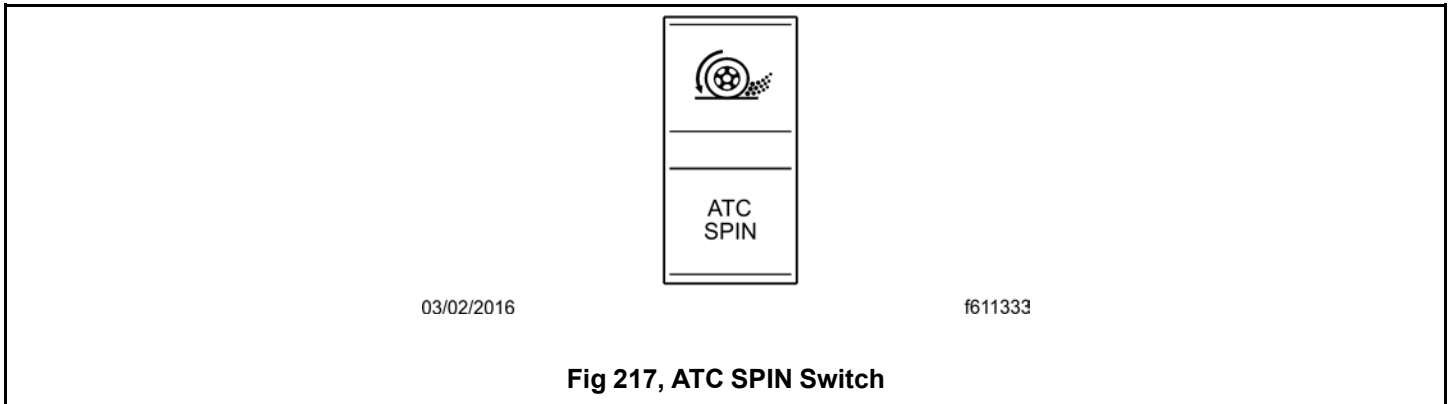 ATC
SPIN
03/02/2016 f611333
Fig 217, ATC SPIN Switch